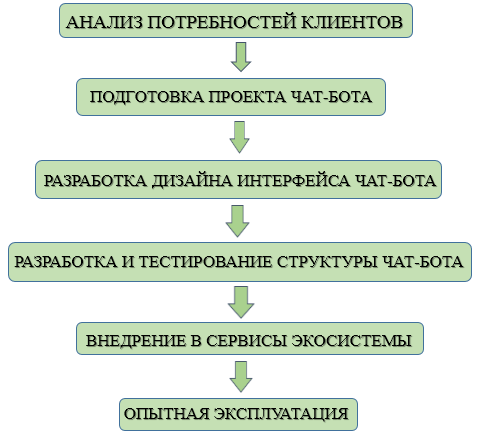 АНАЛИЗ ПОТРЕБНОСТЕЙ КЛИЕНТОВ
ПОДГОТОВКА ПРОЕКТА ЧАТ-БОТА
РАЗРАБОТКА ДИЗАЙНА ИНТЕРФЕЙСА ЧАТ-БОТА
РАЗРАБОТКА И ТЕСТИРОВАНИЕ СТРУКТУРЫ ЧАТ-БОТА
ВНЕДРЕНИЕ В СЕРВИСЫ ЭКОСИСТЕМЫ
ОПЫТНАЯ ЭКСПЛУАТАЦИЯ